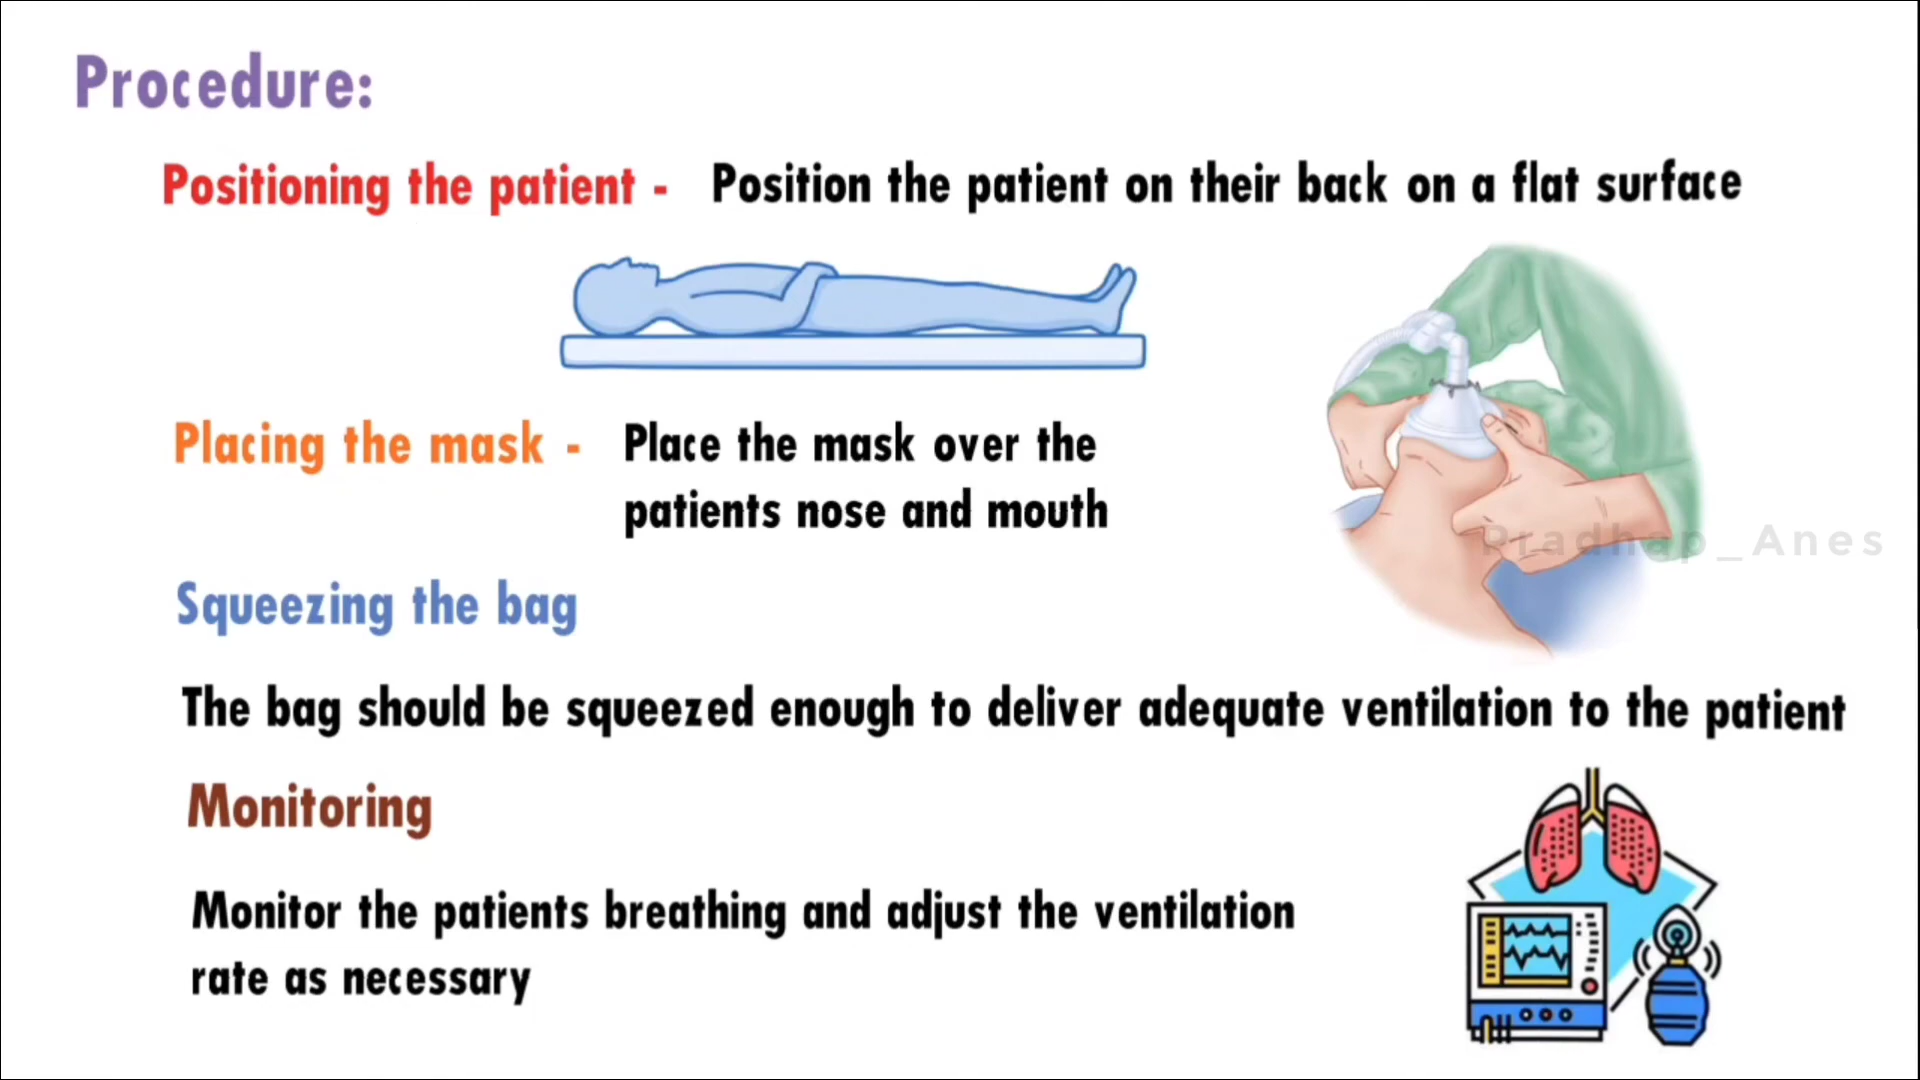 Procedure:
Positioning the patient - Position the patient on their back on a flat surface
Placing the mask - Place the mask over the
patients nose and mouth
Pradhap_Anes
Squeezing the bag
The bag should be squeezed enough to deliver adequate ventilation to the patient
Monitoring
Monitor the patients breathing and adjust the ventilation
rate as necessary